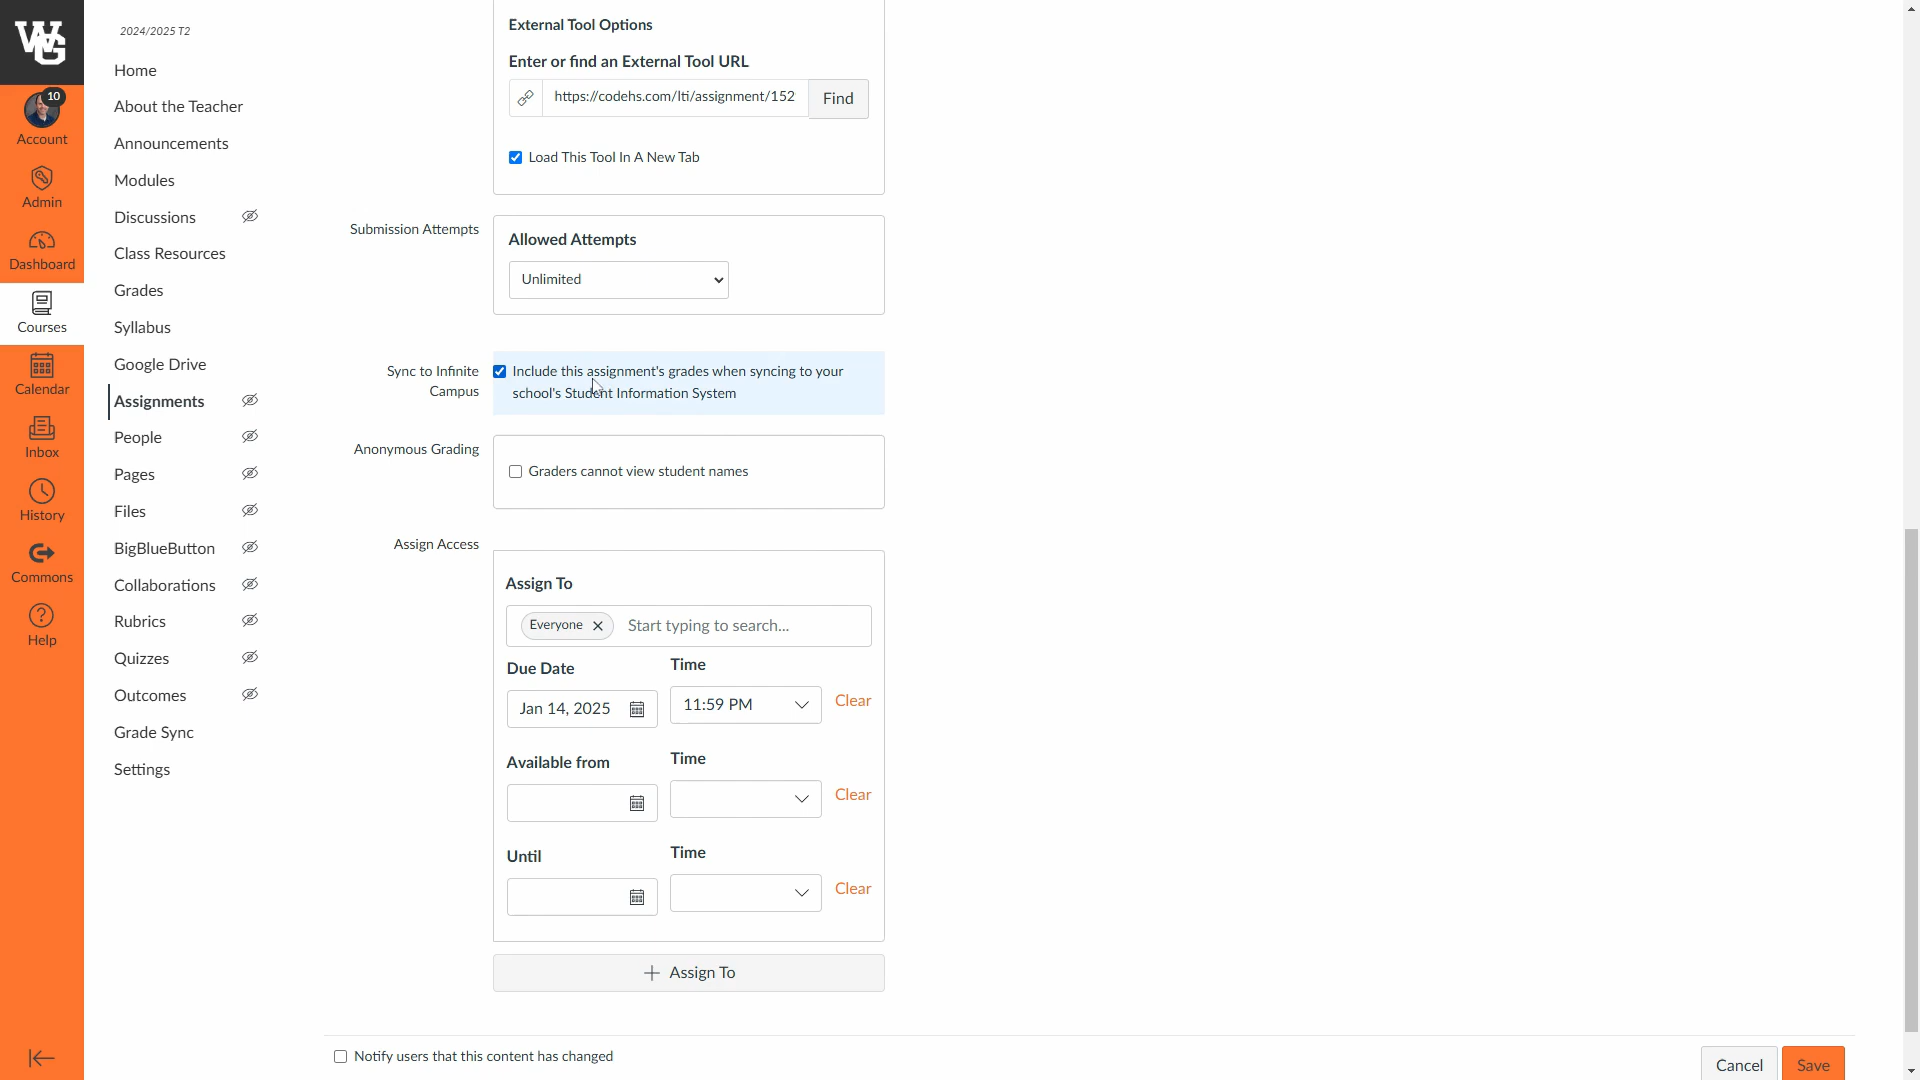 WG
10
Account
Admin
Dashboard
Courses
Calendar
Inbox
History
Commons
Help
2024/2025 T2
Home
About the Teacher
Announcements
Modules
Discussions
Class Resources
Grades
Syllabus
Google Drive
Assignments
People
Pages
Files
BigBlueButton
Collaborations
Rubrics
Quizzes
Outcomes
Grade Sync
Settings
External Tool Options
Enter or find an External Tool URL
https://codehs.com/lti/assignment/152
Find
Load This Tool In A New Tab
Submission Attempts
Allowed Attempts
Unlimited
Sync to Infinite
Campus
Include this assignment's grades when syncing to your
school's Student Information System
Anonymous Grading
Graders cannot view student names
Assign Access
Assign To
Everyone
Start typing to search...
Due Date
Time
Jan 14, 2025
11:59 PM
Clear
Available from
Time
Clear
Until
Time
Clear
Assign To
Notify users that this content has changed
Cancel
Save